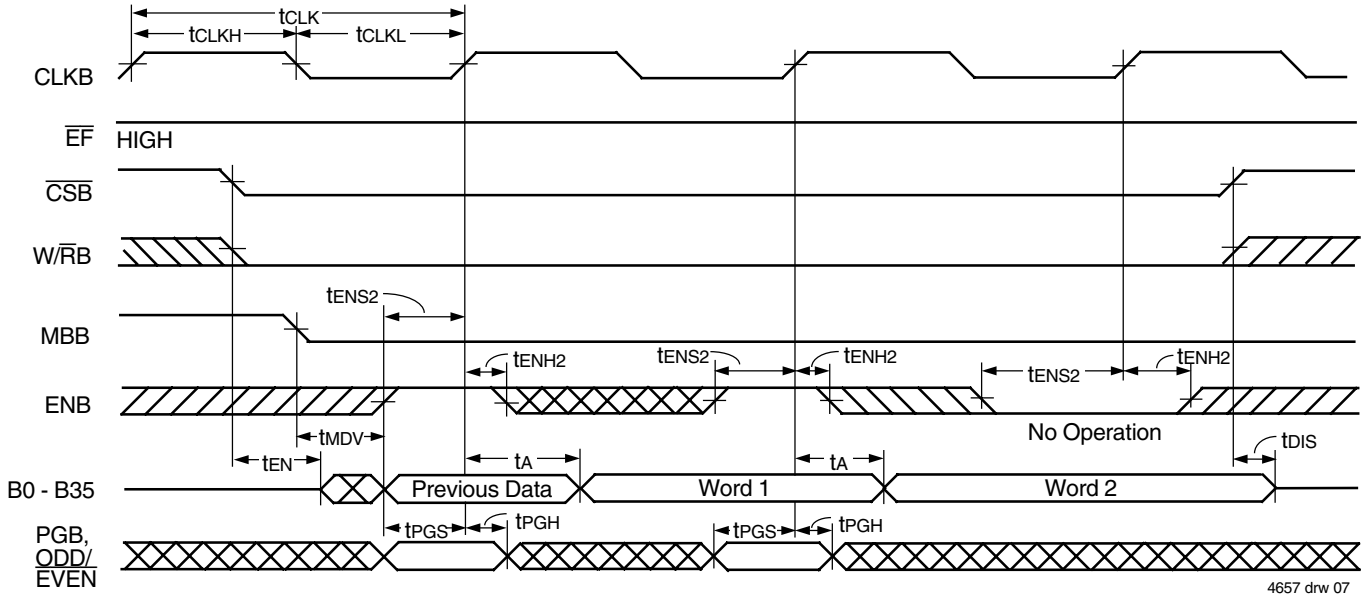 tCLK
tCLKH tCLKL
CLKB
EF HIGH
CSB
W/RB
tENS2
MBB
tENH2 tENS2 tENH2 tENS2 tENH2
ENB
No Operation
tMDV
tEN tA tA tDIS
B0 - B35 Previous Data Word 1 Word 2
tPGS tPGH tPGS tPGH
PGB,
ODD/
EVEN
4657 drw 07